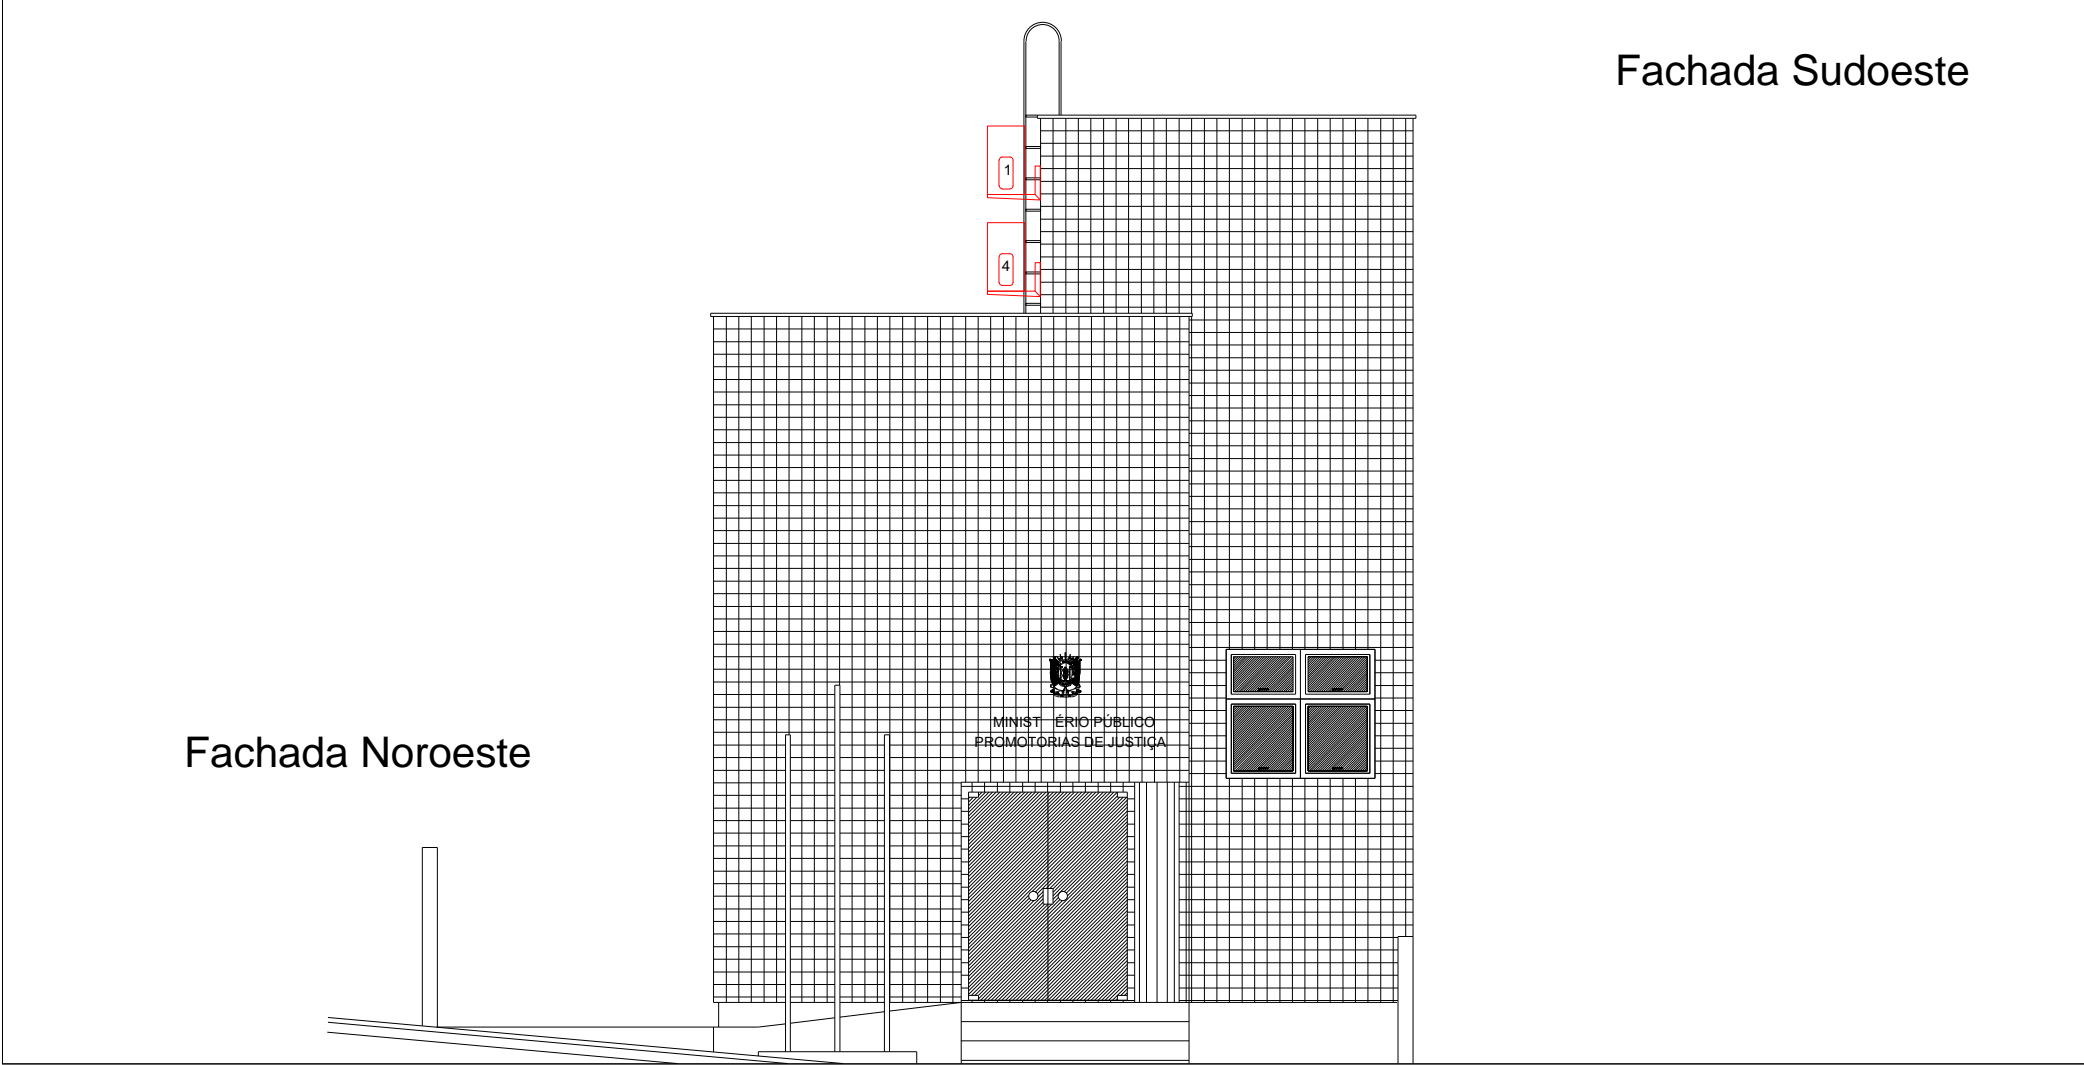 Fachada Sudoeste
1
4
MINIST ÉRIO PÚBLICO
PROMOTORIAS DE JUSTIÇA
Fachada Noroeste